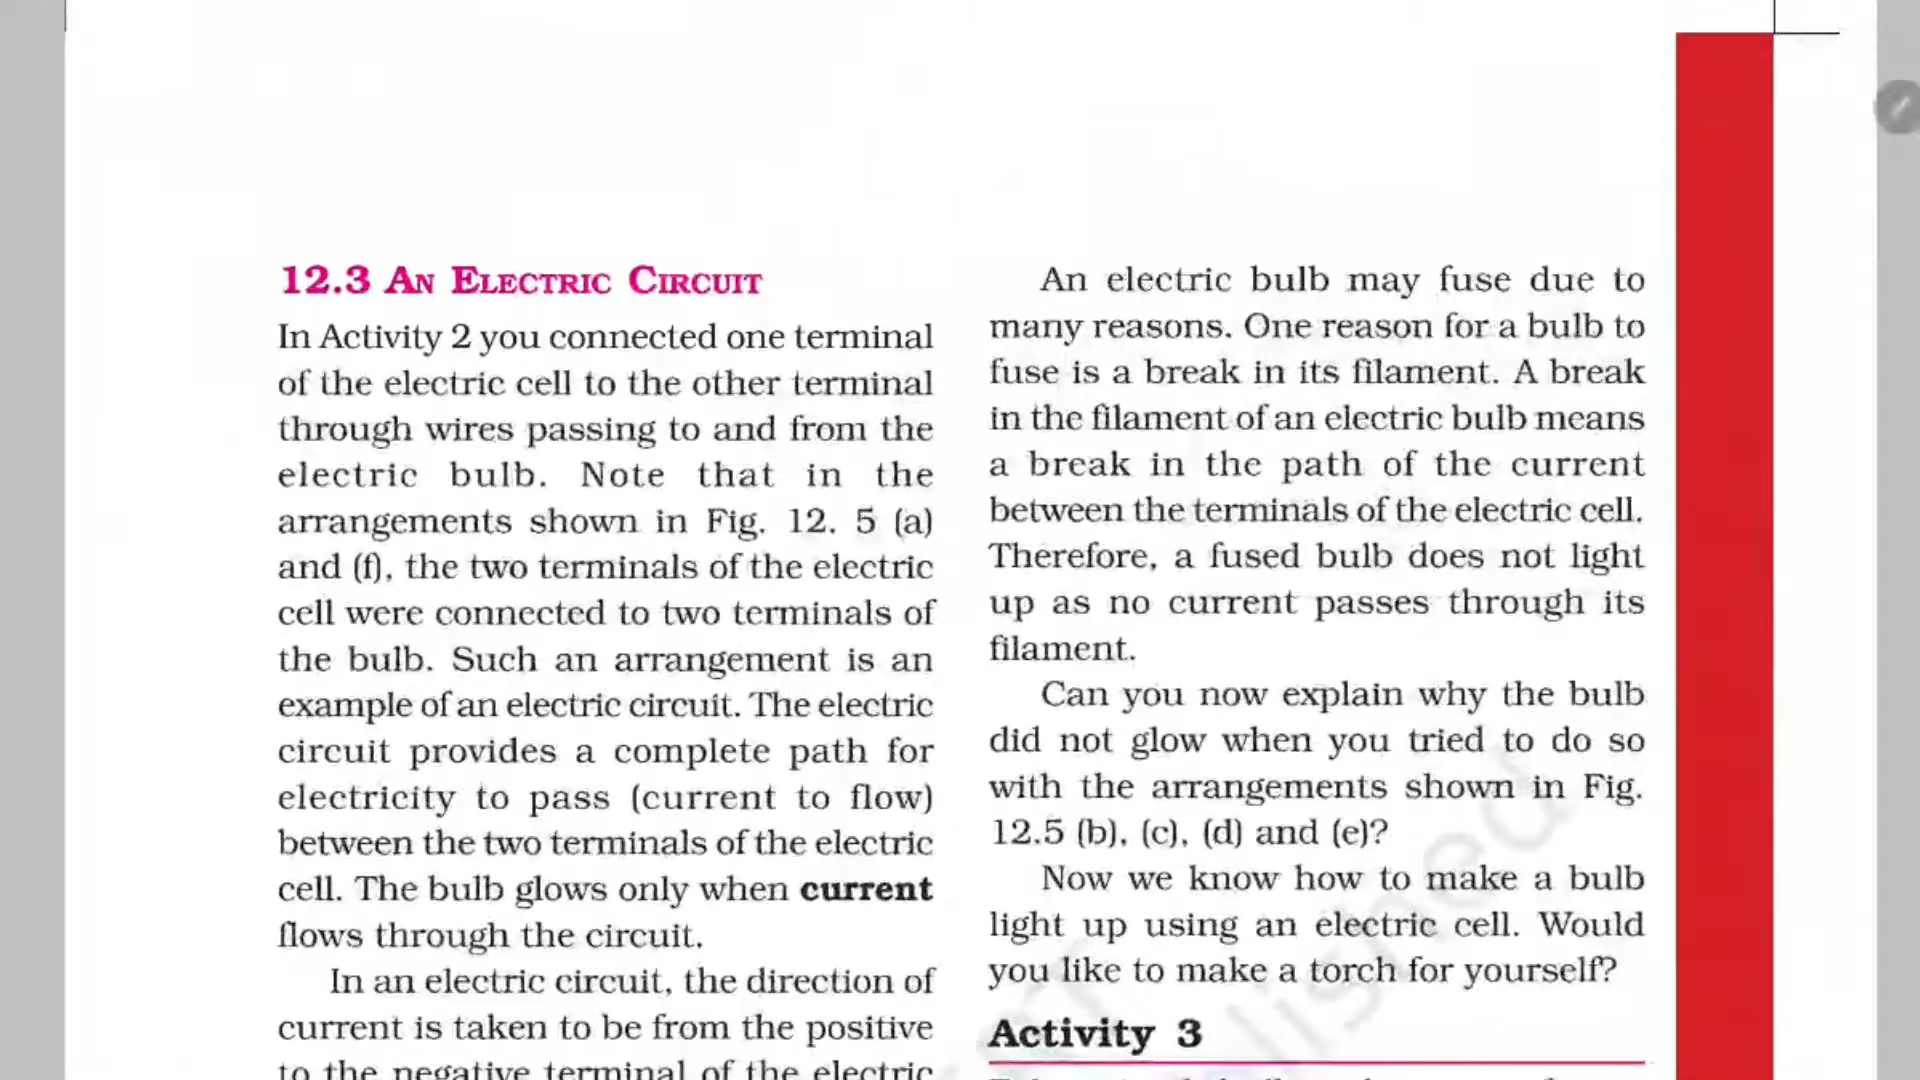 12.3 AN ELECTRIC CIRCUIT
In Activity 2 you connected one terminal
of the electric cell to the other terminal
through wires passing to and from the
electric bulb. Note that in the
arrangements shown in Fig. 12. 5 (a)
and (f), the two terminals of the electric
cell were connected to two terminals of
the bulb. Such an arrangement is an
example of an electric circuit. The electric
circuit provides a complete path for
electricity to pass (current to flow)
between the two terminals of the electric
cell. The bulb glows only when current
flows through the circuit.
In an electric circuit, the direction of
current is taken to be from the positive
to the negative terminal of the electric
An electric bulb may fuse due to
many reasons. One reason for a bulb to
fuse is a break in its filament. A break
in the filament of an electric bulb means
a break in the path of the current
between the terminals of the electric cell.
Therefore, a fused bulb does not light
up as no current passes through its
filament.
Can you now explain why the bulb
did not glow when you tried to do so
with the arrangements shown in Fig.
12.5 (b), (c), (d) and (e)?
Now we know how to make a bulb
light up using an electric cell. Would
you like to make a torch for yourself?
Activity 3